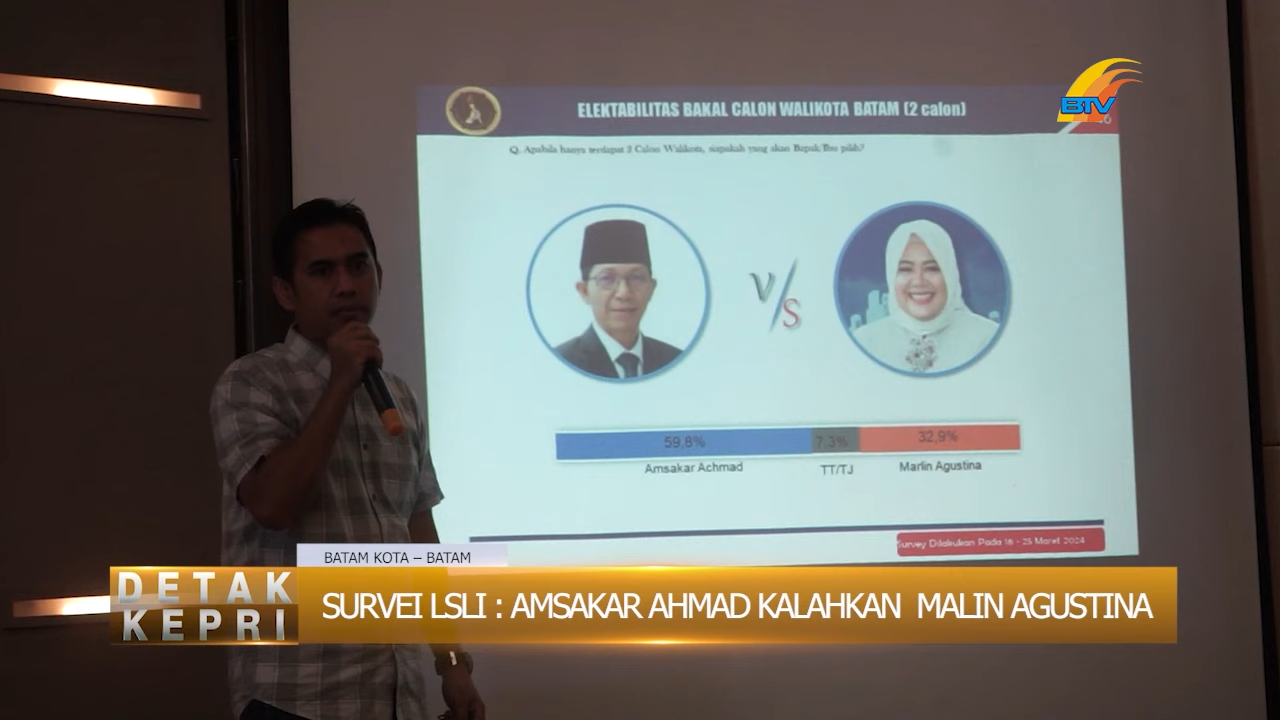 ELEKTABILITAS BAKAL CALON WALIKOTA BATAM (2 calon)
BTV
Q. Apabila hanya terdapat 2 Calon Walikota, siapakah yang akan Bapak/Ibu pilih?
V/S
59,8%
7,3%
32,9%
Amsakar Achmad
TT/TJ
Marlin Agustina
Survey Dilakukan Pada 18 - 25 Maret 2024
BATAM KOTA – BATAM
DETAK
KEPRI
SURVEI LSLI : AMSAKAR AHMAD KALAHKAN MALIN AGUSTINA